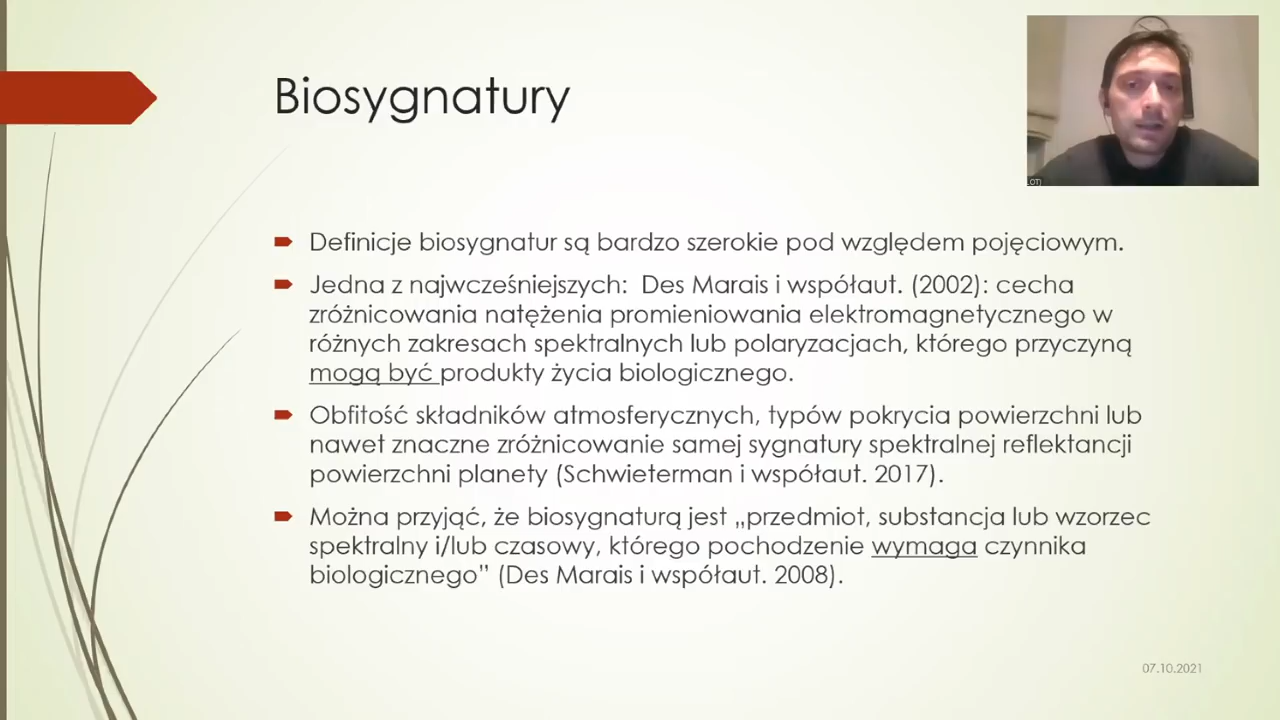 Biosygnatury
Definicje biosygnatur są bardzo szerokie pod względem pojęciowym.
Jedna z najwcześniejszych: Des Marais i współaut. (2002): cecha
zróżnicowania natężenia promieniowania elektromagnetycznego w
różnych zakresach spektralnych lub polaryzacjach, którego przyczyną
mogą być produkty życia biologicznego.
Obfitość składników atmosferycznych, typów pokrycia powierzchni lub
nawet znaczne zróżnicowanie samej sygnatury spektralnej reflektancji
powierzchni planety (Schwieterman i współaut. 2017).
Można przyjąć, że biosygnaturą jest „przedmiot, substancja lub wzorzec
spektralny i/lub czasowy, którego pochodzenie wymaga czynnika
biologicznego” (Des Marais i współaut. 2008).
07.10.2021